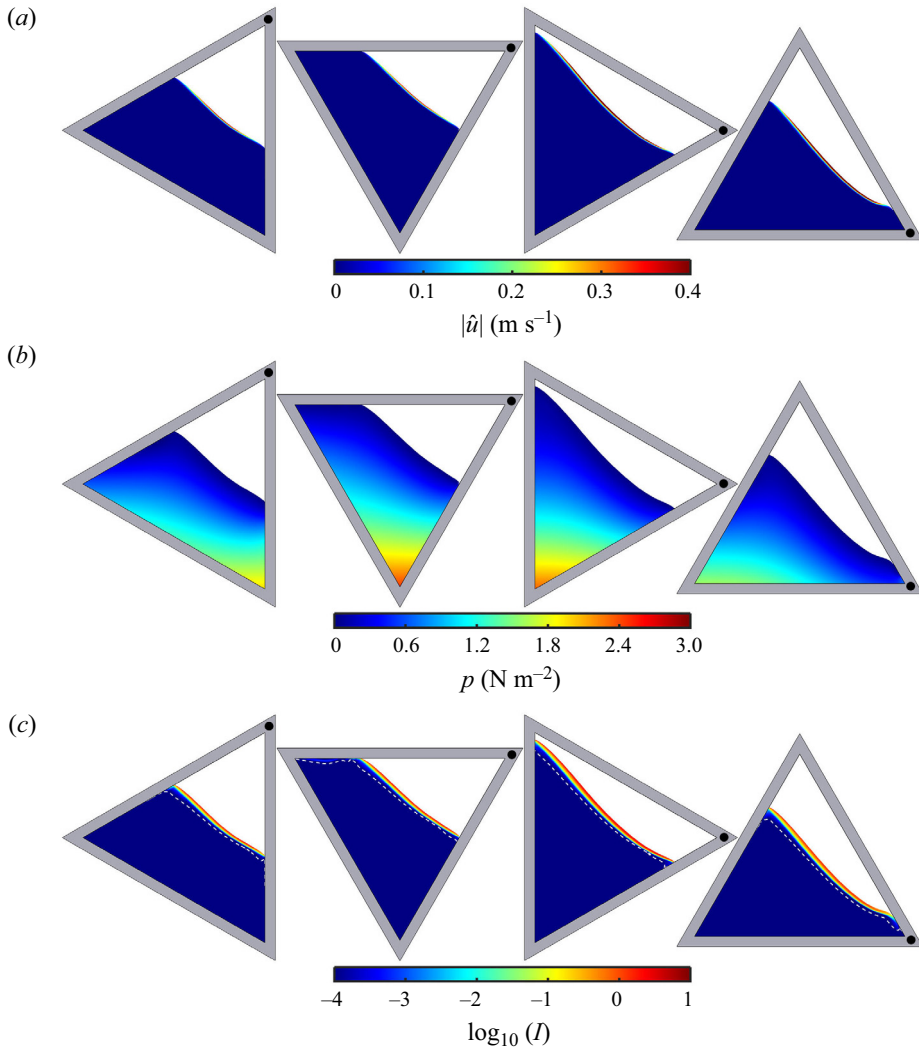 (a)
0 0.1 0.2 0.3 0.4
|û| (m s⁻¹)
(b)
0 0.6 1.2 1.8 2.4 3.0
p (N m⁻²)
(c)
–4 –3 –2 –1 0 1
log₁₀ (I)